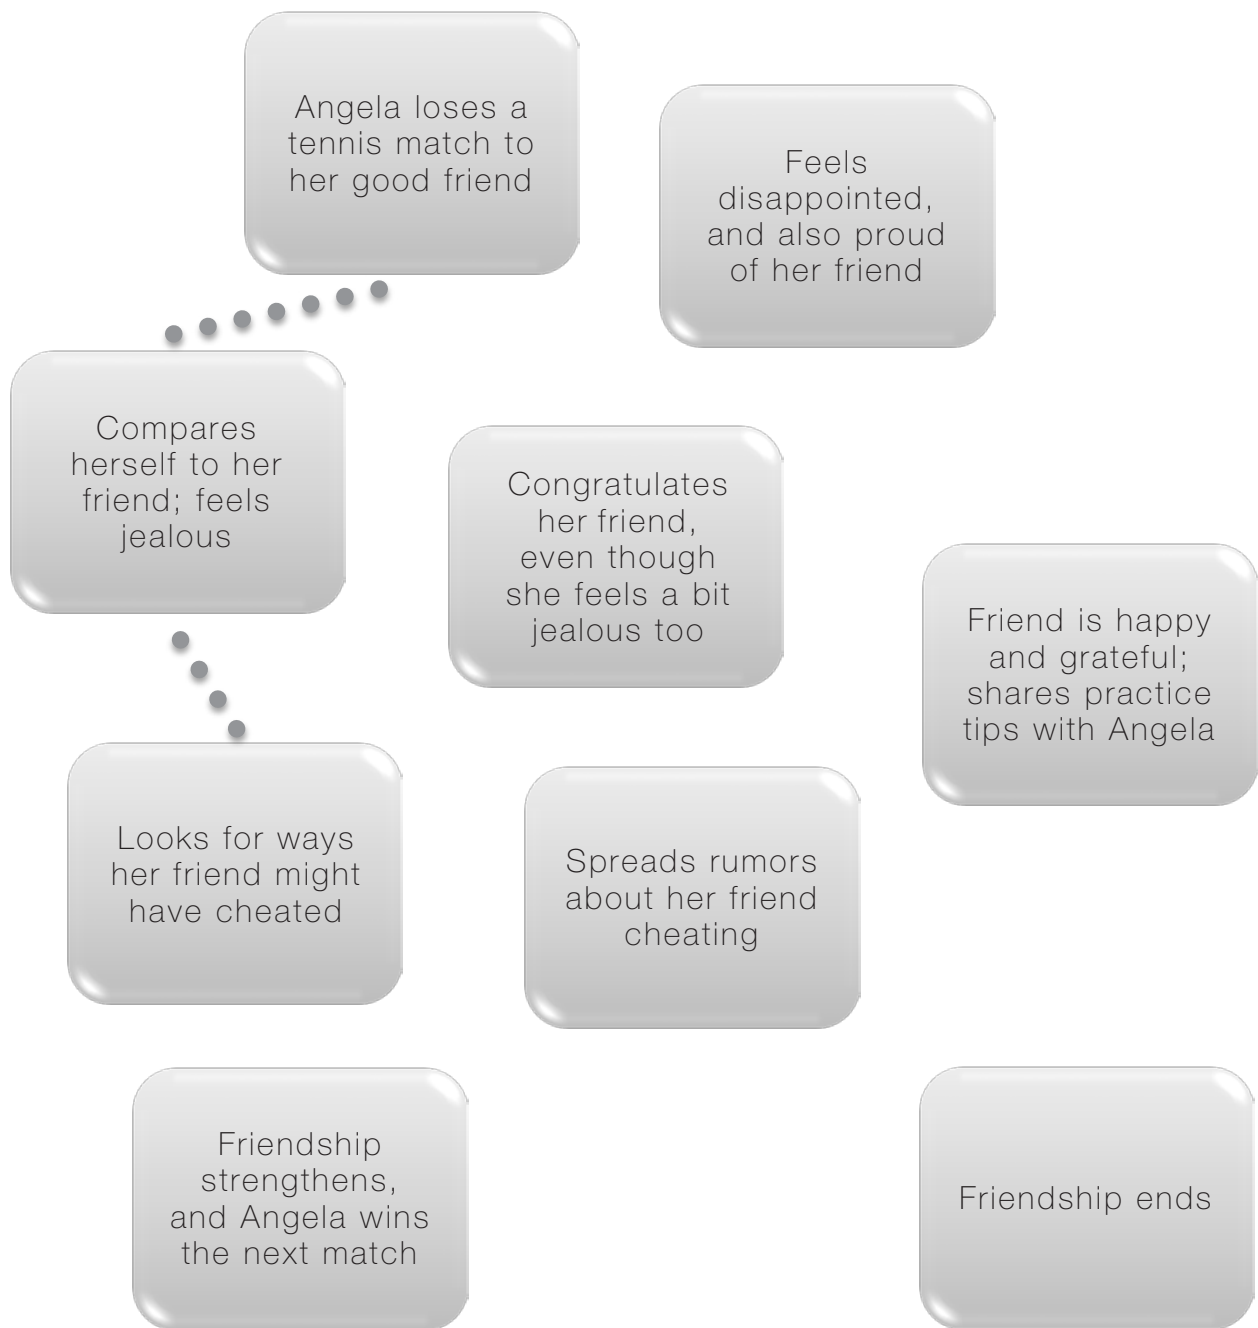 Angela loses a
tennis match to
her good friend
Feels
disappointed,
and also proud
of her friend
Compares
herself to her
friend; feels
jealous
Congratulates
her friend,
even though
she feels a bit
jealous too
Friend is happy
and grateful;
shares practice
tips with Angela
Looks for ways
her friend might
have cheated
Spreads rumors
about her friend
cheating
Friendship
strengthens,
and Angela wins
the next match
Friendship ends